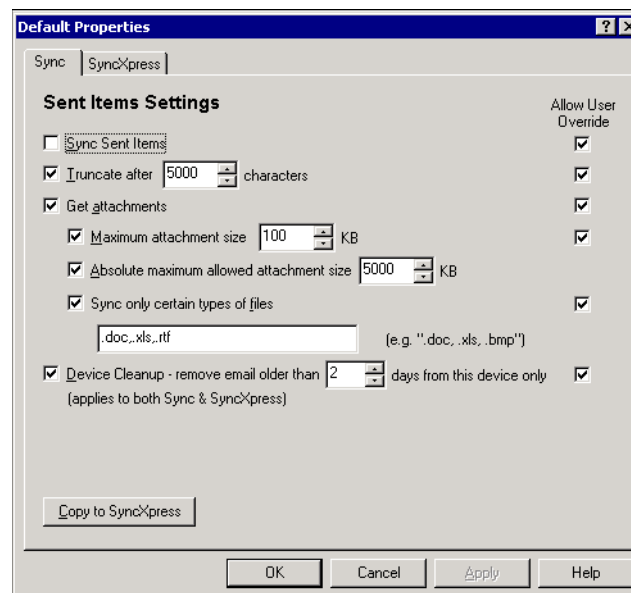 Default Properties
Sync SyncXpress
Sent Items Settings
Allow User
Override
Sync Sent Items
Truncate after 5000 characters
Get attachments
Maximum attachment size 100 KB
Absolute maximum allowed attachment size 5000 KB
Sync only certain types of files
.doc,.xls,.rtf (e.g. ".doc, .xls, .bmp")
Device Cleanup - remove email older than 2 days from this device only
(applies to both Sync & SyncXpress)
Copy to SyncXpress
OK Cancel Apply Help